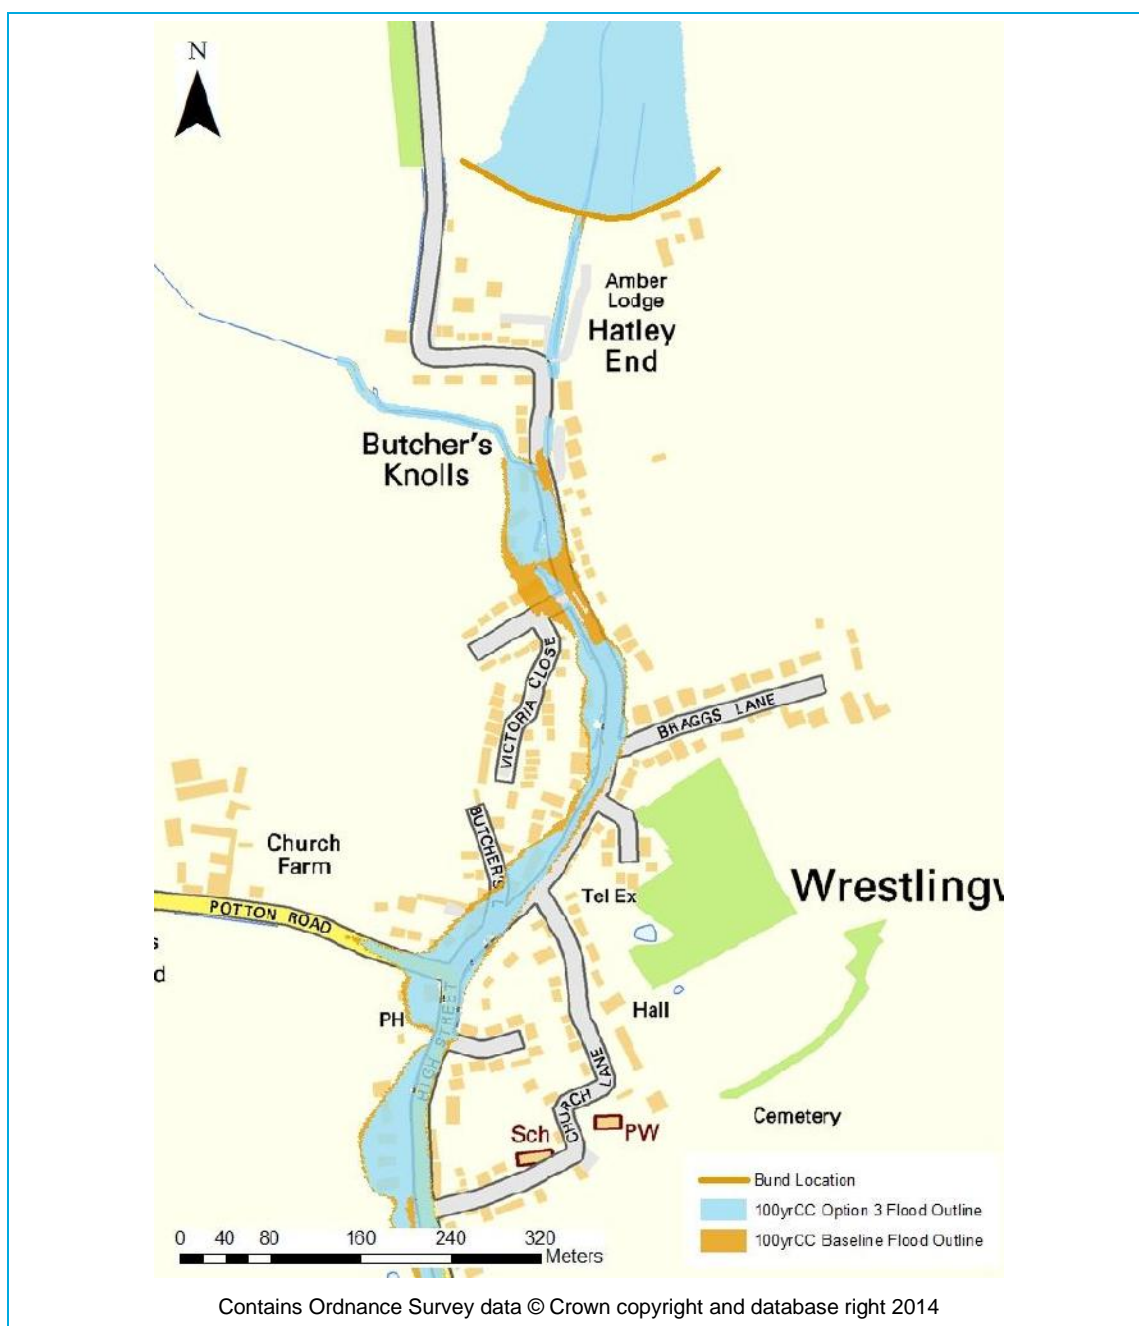 N
Amber
Lodge
Hatley
End
Butcher's
Knolls
VICTORIA CLOSE
BRAGGS LANE
BUTCHER'S L
Church
Farm
Tel Ex
Wrestlingw
POTTON ROAD
s
d
PH
HIGH STREET
Hall
CHURCH LANE
Cemetery
Sch
PW
Bund Location
100yrCC Option 3 Flood Outline
100yrCC Baseline Flood Outline
0 40 80 160 240 320
Meters
Contains Ordnance Survey data © Crown copyright and database right 2014